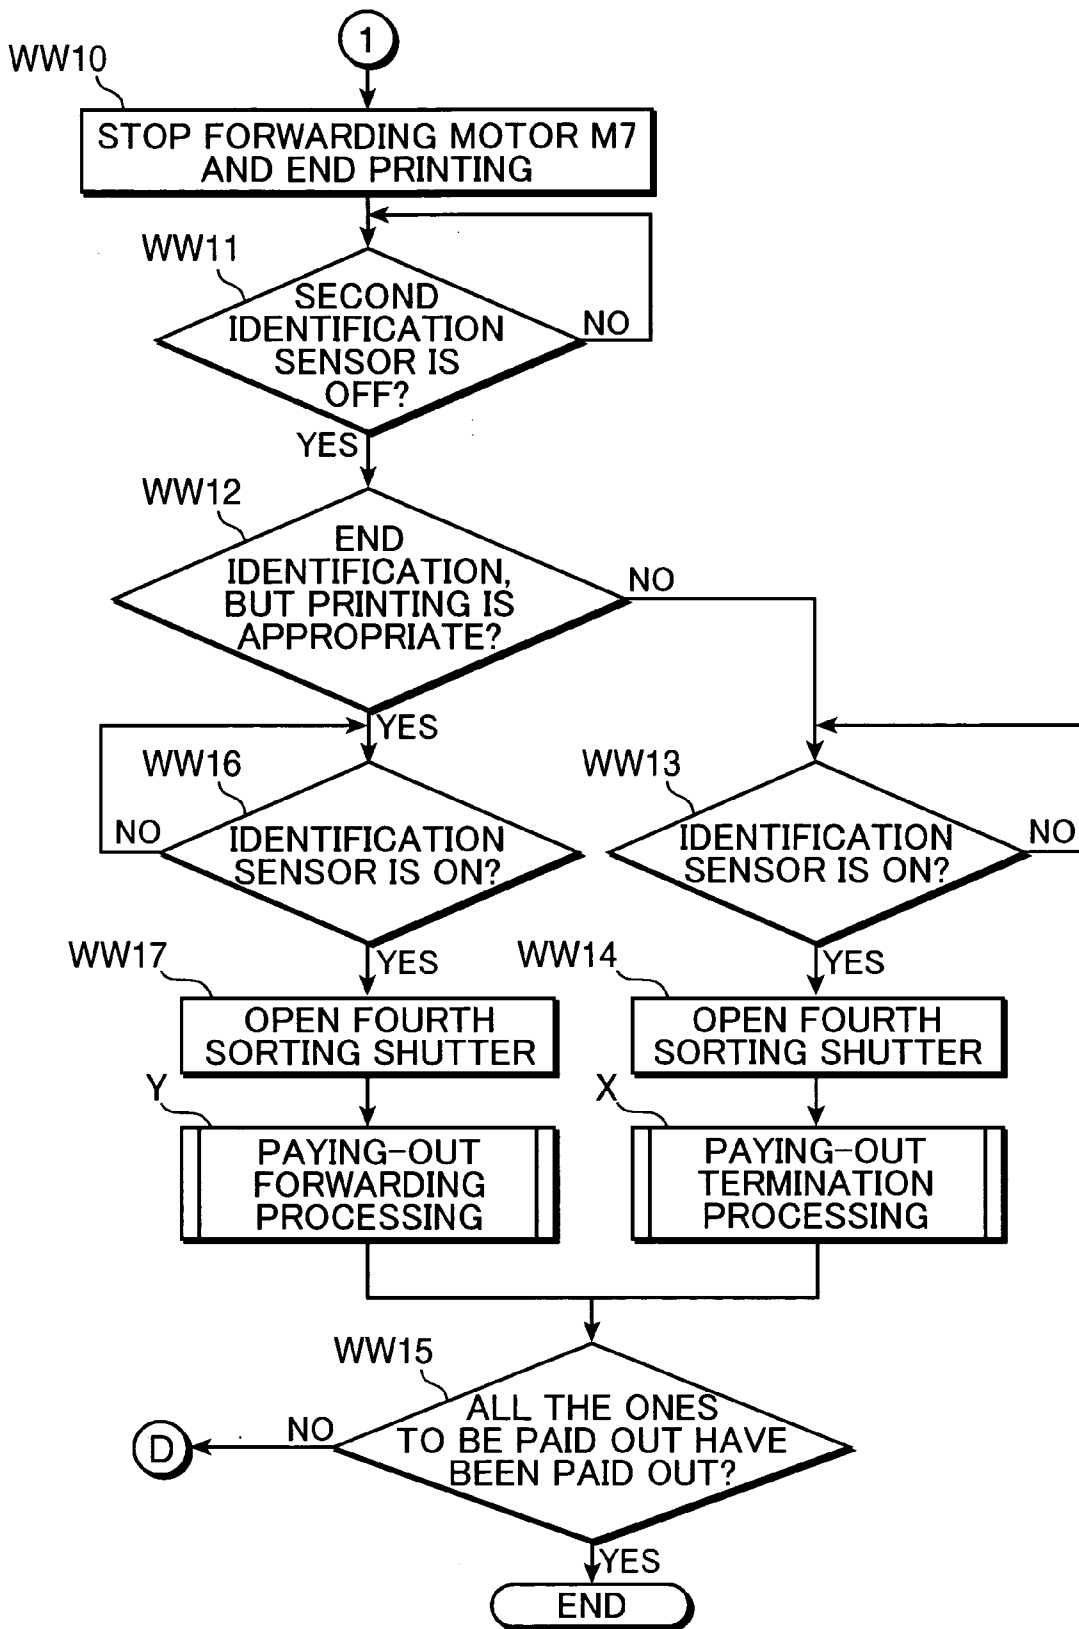 1
WW10
STOP FORWARDING MOTOR M7
AND END PRINTING
WW11
SECOND
IDENTIFICATION
SENSOR IS
OFF?
NO
YES
WW12
END
IDENTIFICATION,
BUT PRINTING IS
APPROPRIATE?
NO
YES
WW16
IDENTIFICATION
SENSOR IS ON?
NO
YES
WW13
IDENTIFICATION
SENSOR IS ON?
NO
YES
WW17
OPEN FOURTH
SORTING SHUTTER
WW14
OPEN FOURTH
SORTING SHUTTER
Y
PAYING-OUT
FORWARDING
PROCESSING
X
PAYING-OUT
TERMINATION
PROCESSING
WW15
ALL THE ONES
TO BE PAID OUT HAVE
BEEN PAID OUT?
NO
D
YES
END